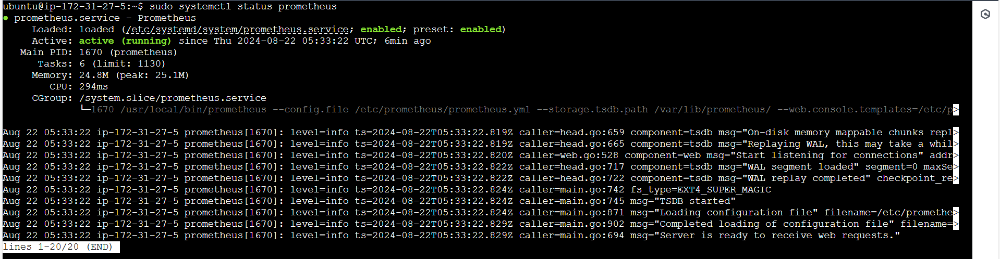 ubuntu@ip-172-31-27-5:~$ sudo systemctl status prometheus
● prometheus.service - Prometheus
Loaded: loaded (/etc/systemd/system/prometheus.service; enabled; preset: enabled)
Active: active (running) since Thu 2024-08-22 05:33:22 UTC; 6min ago
Main PID: 1670 (prometheus)
Tasks: 6 (limit: 1130)
Memory: 24.8M (peak: 25.1M)
CPU: 294ms
CGroup: /system.slice/prometheus.service
└─1670 /usr/local/bin/prometheus --config.file /etc/prometheus/prometheus.yml --storage.tsdb.path /var/lib/prometheus/ --web.console.templates=/etc/p>
Aug 22 05:33:22 ip-172-31-27-5 prometheus[1670]: level=info ts=2024-08-22T05:33:22.819Z caller=head.go:659 component=tsdb msg="On-disk memory mappable chunks repl>
Aug 22 05:33:22 ip-172-31-27-5 prometheus[1670]: level=info ts=2024-08-22T05:33:22.819Z caller=head.go:665 component=tsdb msg="Replaying WAL, this may take a whil>
Aug 22 05:33:22 ip-172-31-27-5 prometheus[1670]: level=info ts=2024-08-22T05:33:22.820Z caller=web.go:528 component=web msg="Start listening for connections" addr>
Aug 22 05:33:22 ip-172-31-27-5 prometheus[1670]: level=info ts=2024-08-22T05:33:22.822Z caller=head.go:717 component=tsdb msg="WAL segment loaded" segment=0 maxSe>
Aug 22 05:33:22 ip-172-31-27-5 prometheus[1670]: level=info ts=2024-08-22T05:33:22.822Z caller=head.go:722 component=tsdb msg="WAL replay completed" checkpoint_re>
Aug 22 05:33:22 ip-172-31-27-5 prometheus[1670]: level=info ts=2024-08-22T05:33:22.824Z caller=main.go:742 fs_type=EXT4_SUPER_MAGIC
Aug 22 05:33:22 ip-172-31-27-5 prometheus[1670]: level=info ts=2024-08-22T05:33:22.824Z caller=main.go:745 msg="TSDB started"
Aug 22 05:33:22 ip-172-31-27-5 prometheus[1670]: level=info ts=2024-08-22T05:33:22.824Z caller=main.go:871 msg="Loading configuration file" filename=/etc/promethe>
Aug 22 05:33:22 ip-172-31-27-5 prometheus[1670]: level=info ts=2024-08-22T05:33:22.829Z caller=main.go:902 msg="Completed loading of configuration file" filename=>
Aug 22 05:33:22 ip-172-31-27-5 prometheus[1670]: level=info ts=2024-08-22T05:33:22.829Z caller=main.go:694 msg="Server is ready to receive web requests."
lines 1-20/20 (END)